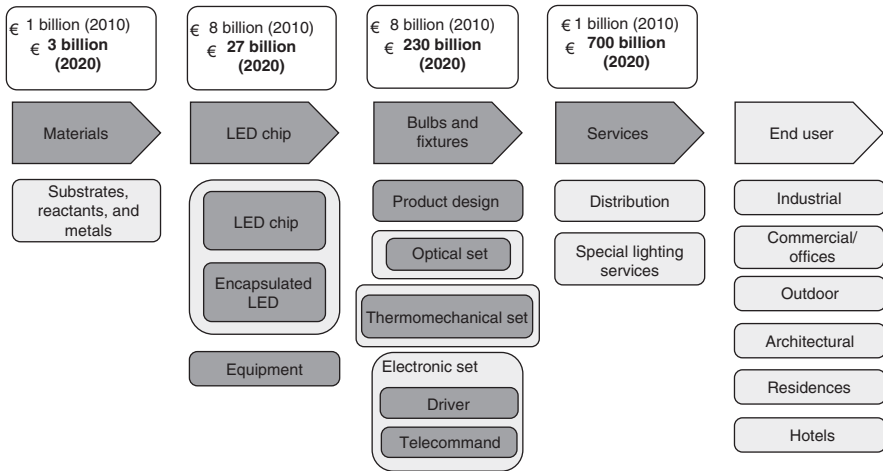 € 1 billion (2010)
€ 3 billion
(2020)
€ 8 billion (2010)
€ 27 billion
(2020)
€ 8 billion (2010)
€ 230 billion
(2020)
€ 1 billion (2010)
€ 700 billion
(2020)
Materials
LED chip
Bulbs and
fixtures
Services
End user
Substrates,
reactants, and
metals
LED chip
Encapsulated
LED
Equipment
Product design
Optical set
Thermomechanical set
Electronic set
Driver
Telecommand
Distribution
Special lighting
services
Industrial
Commercial/
offices
Outdoor
Architectural
Residences
Hotels